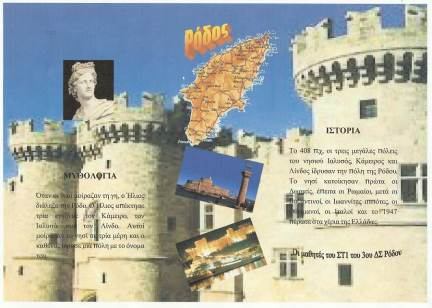 Ρόδος
ΜΥΘΟΛΟΓΙΑ
Όταν οι θεοί μοίραζαν τη γη, ο Ήλιος
διάλεξε τη Ρόδο. Ο Ήλιος απέκτησε
τρία εγγόνια τον Κάμειρο, τον
Ιαλυσό και τον Λίνδο. Αυτοί
μοίρασαν το νησί σε τρία μέρη και ο
καθένας ίδρυσε μια πόλη με το όνομα
του.
ΙΣΤΟΡΙΑ
Το 408 π.χ, οι τρεις μεγάλες πόλεις
του νησιού Ιαλυσός, Κάμειρος και
Λίνδος ίδρυσαν την πόλη της Ρόδου.
Το νησί κατοίκησαν πρώτα οι
Δωριείς, έπειτα οι Ρωμαίοι, μετά οι
Βυζαντινοί, οι Ιωαννίτες ιππότες, οι
Οθωμανοί, οι Ιταλοί και το 1947
πέρασε στα χέρια της Ελλάδας.
Οι μαθητές του ΣΤ1 του 3ου ΔΣ Ρόδου